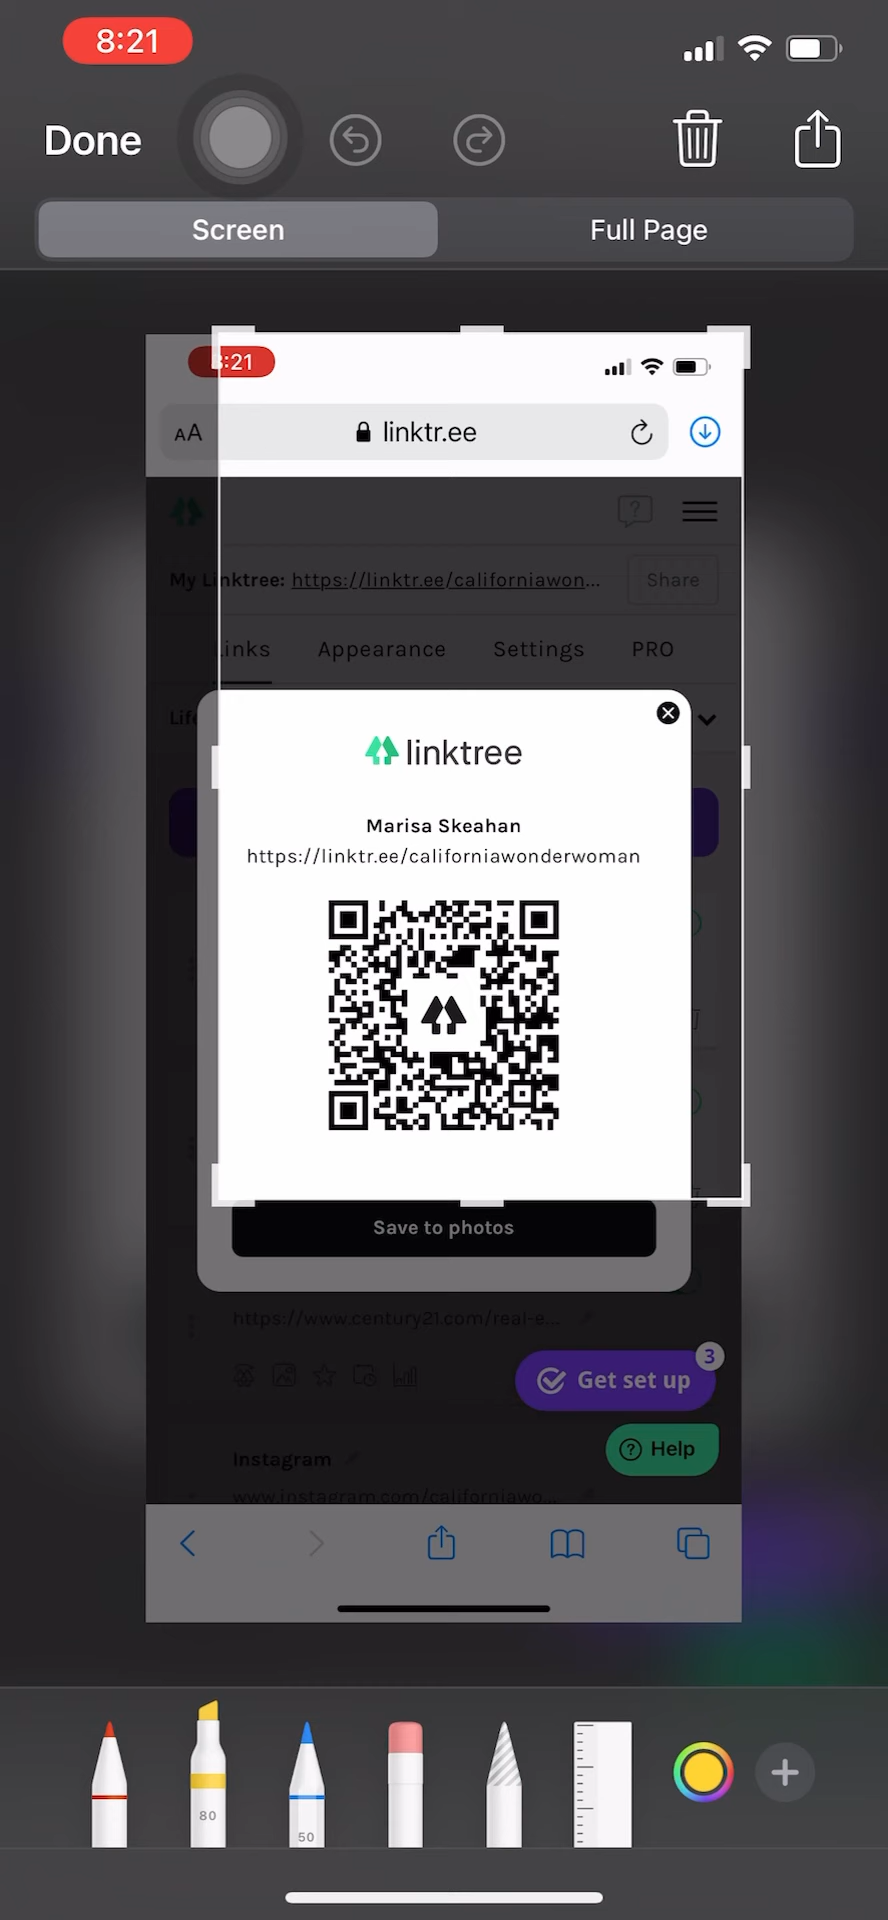 8:21
Done
Screen
Full Page
8:21
AA
linktr.ee
My Linktree: https://linktr.ee/californiawon...
Share
Links
Appearance
Settings
PRO
linktree
Marisa Skeahan
https://linktr.ee/californiawonderwoman
Save to photos
https://www.century21.com/real-e...
3
Get set up
Help
Instagram
www.instagram.com/californiawo...
80
50